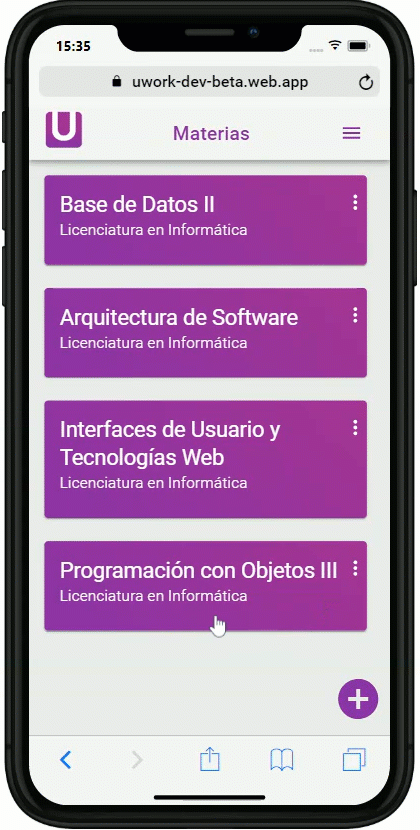 15:35
uwork-dev-beta.web.app
U
Materias
Base de Datos II
Licenciatura en Informática
Arquitectura de Software
Licenciatura en Informática
Interfaces de Usuario y
Tecnologías Web
Licenciatura en Informática
Programación con Objetos III
Licenciatura en Informática